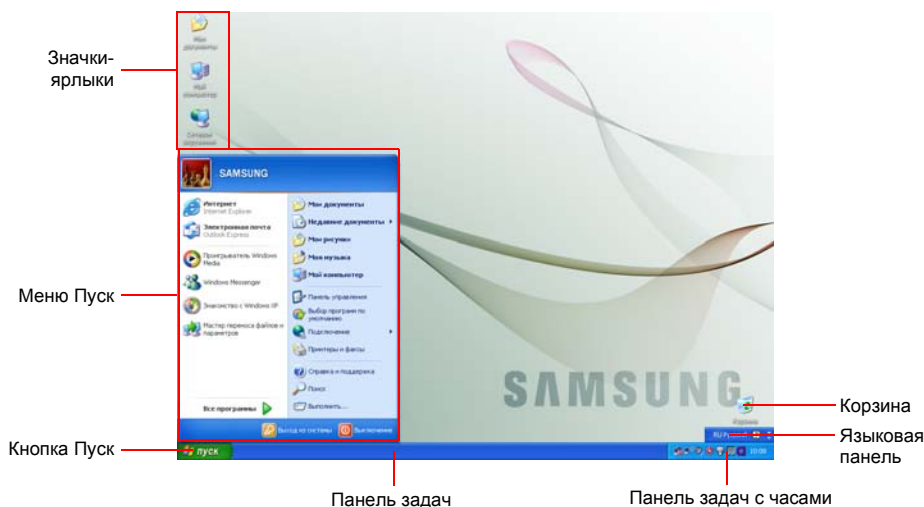 Значки-
ярлыки
Мои
документы
Мой
компьютер
Сетевое
окружение
SAMSUNG
Интернет
Internet Explorer
Электронная почта
Outlook Express
Проигрыватель Windows
Media
Windows Messenger
Знакомство с Windows XP
Мастер переноса файлов и
параметров
Все программы
Мои документы
Недавние документы
Мои рисунки
Моя музыка
Мой компьютер
Панель управления
Выбор программ по
умолчанию
Подключение
Принтеры и факсы
Справка и поддержка
Поиск
Выполнить...
Выход из системы
Выключение
Меню Пуск
SAMSUNG
Корзина
Корзина
RU
Языковая
панель
Кнопка Пуск
пуск
10:00
Панель задач
Панель задач с часами